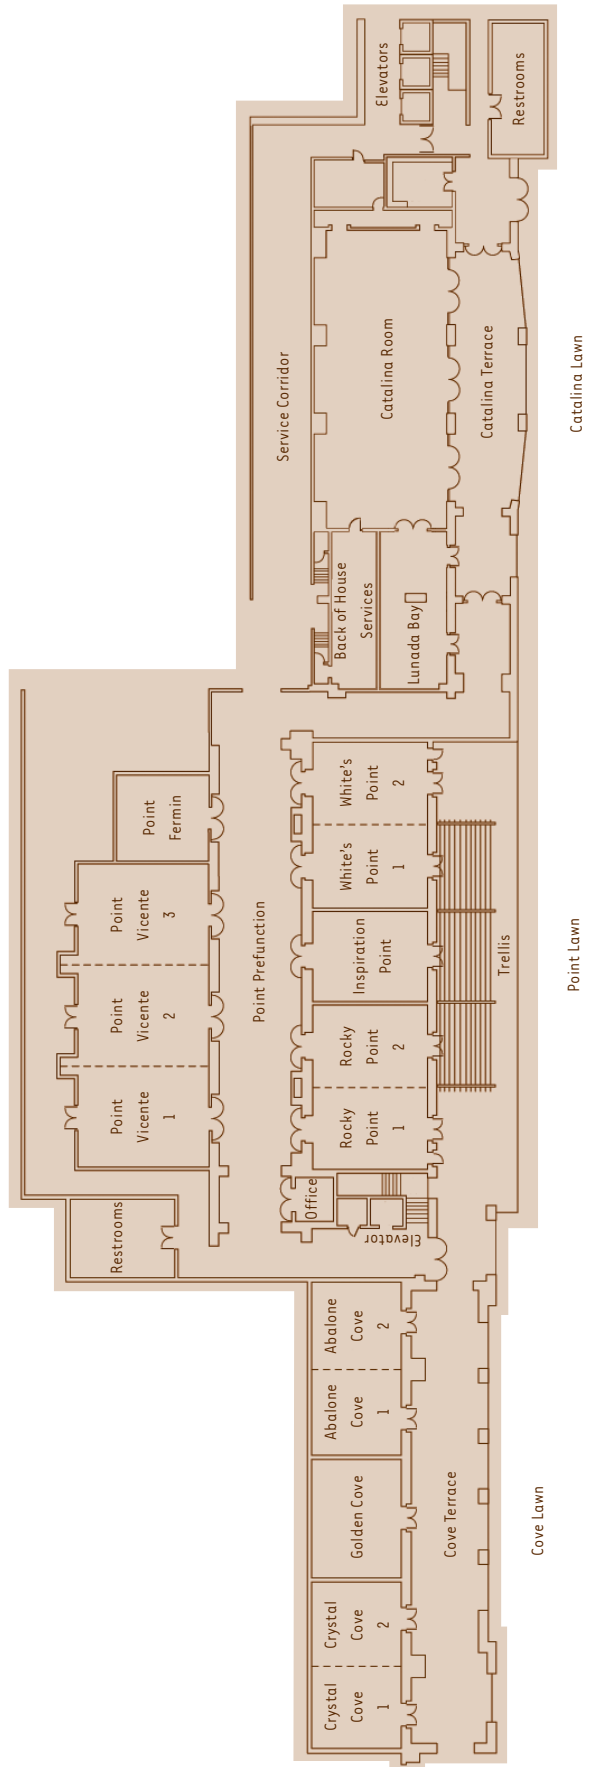 Elevators
Restrooms
Service Corridor
Catalina Room
Catalina Terrace
Catalina Lawn
Back of House
Services
Lunada Bay
Point
Fermin
White's
Point
2
White's
Point
1
Point
Vicente
3
Point
Vicente
2
Point
Vicente
1
Point Prefunction
Inspiration
Point
Rocky
Point
2
Rocky
Point
1
Trellis
Point Lawn
Restrooms
Office
Elevator
Abalone
Cove
2
Abalone
Cove
1
Golden Cove
Crystal
Cove
2
Crystal
Cove
1
Cove Terrace
Cove Lawn